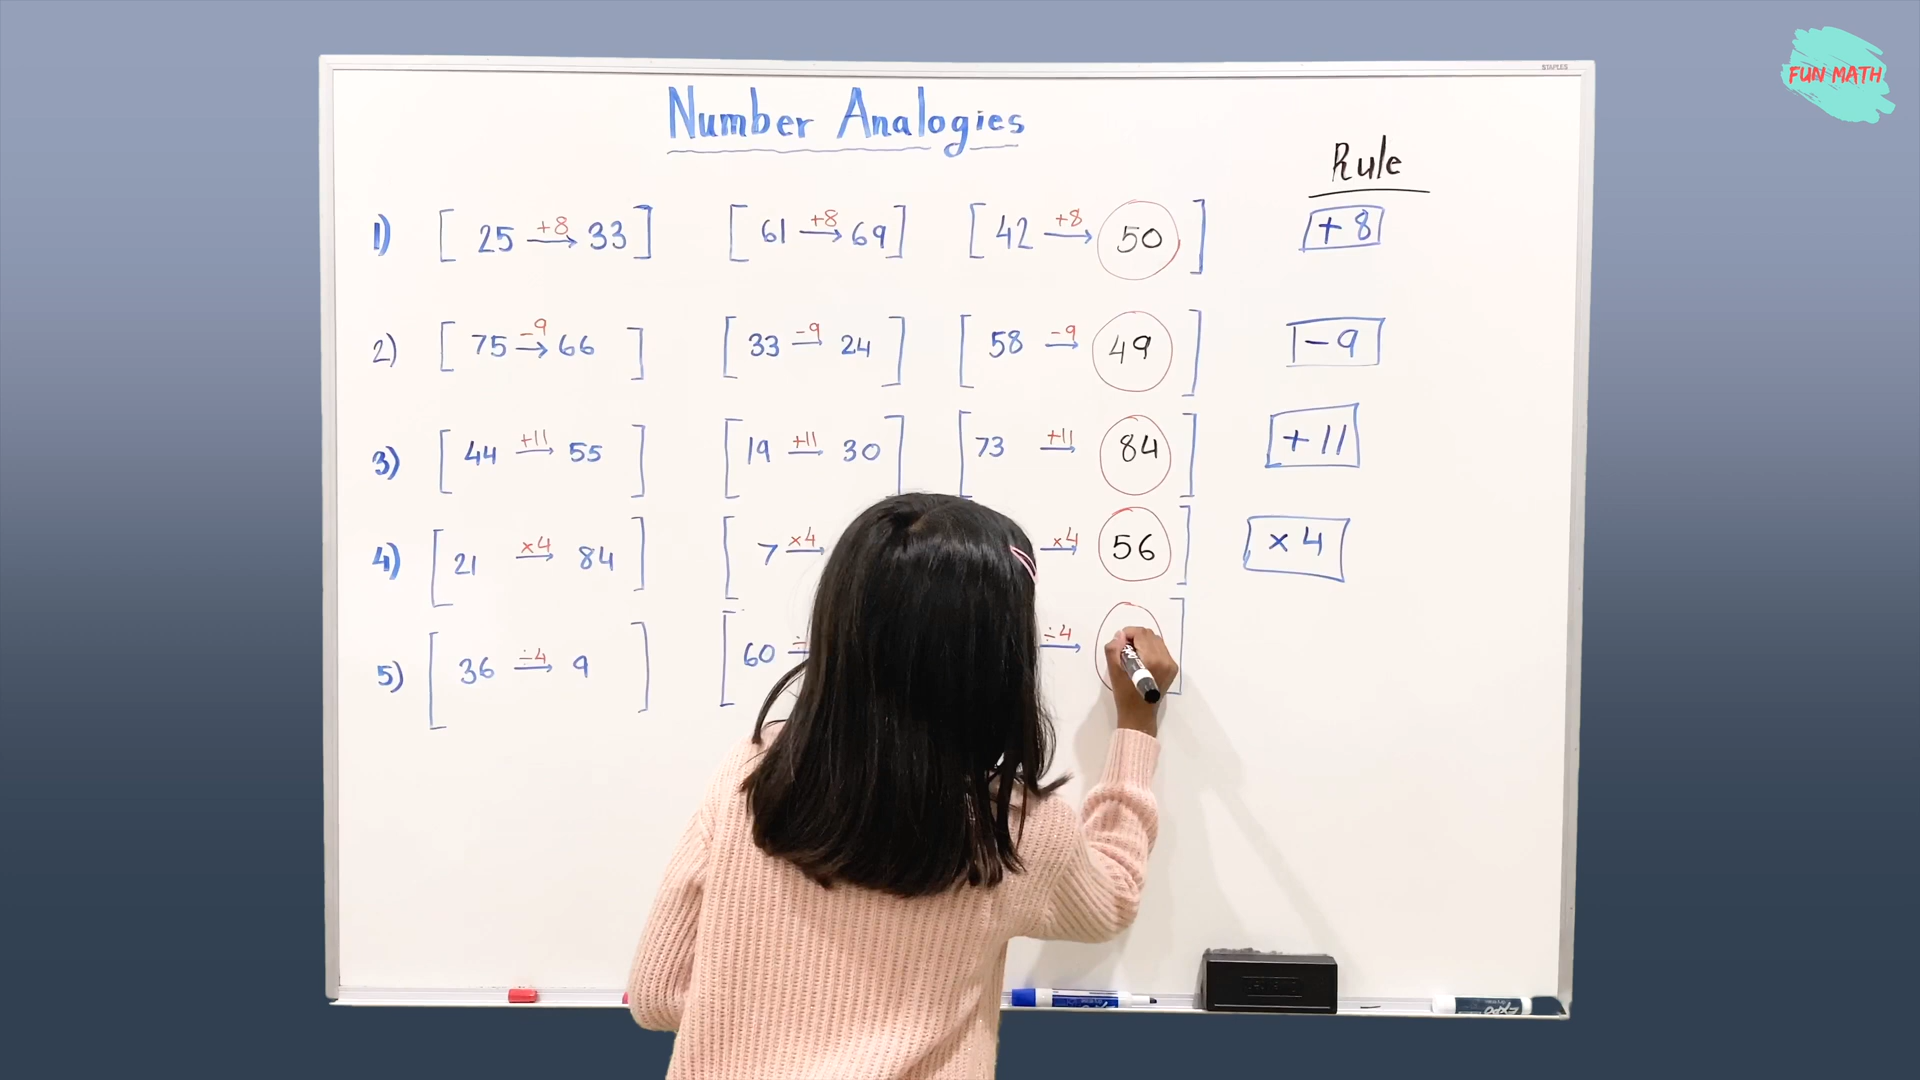 FUN MATH
STAPLES
Number Analogies
Rule
1) [ 25 +8→ 33 ] [ 61 +8→ 69 ] [ 42 +8→ 50 ] +8
2) [ 75 -9→ 66 ] [ 33 -9→ 24 ] [ 58 -9→ 49 ] -9
3) [ 44 +11→ 55 ] [ 19 +11→ 30 ] [ 73 +11→ 84 ] +11
4) [ 21 ×4→ 84 ] [ 7 ×4→ ×4→ 56 ] ×4
5) [ 36 ÷4→ 9 ] [ 60 ÷ ÷4→ ]
EXPO